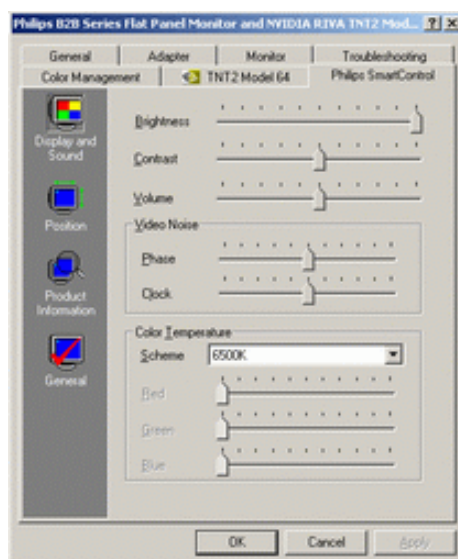 Philips B2B Series Flat Panel Monitor and NVIDIA RIVA TNT2 Mod...
General Adapter Monitor Troubleshooting
Color Management TNT2 Model 64 Philips SmartControl
Display and
Sound
Position
Product
Information
General
Brightness
Contrast
Volume
Video Noise
Phase
Clock
Color Temperature
Scheme 6500K
Red
Green
Blue
OK Cancel Apply